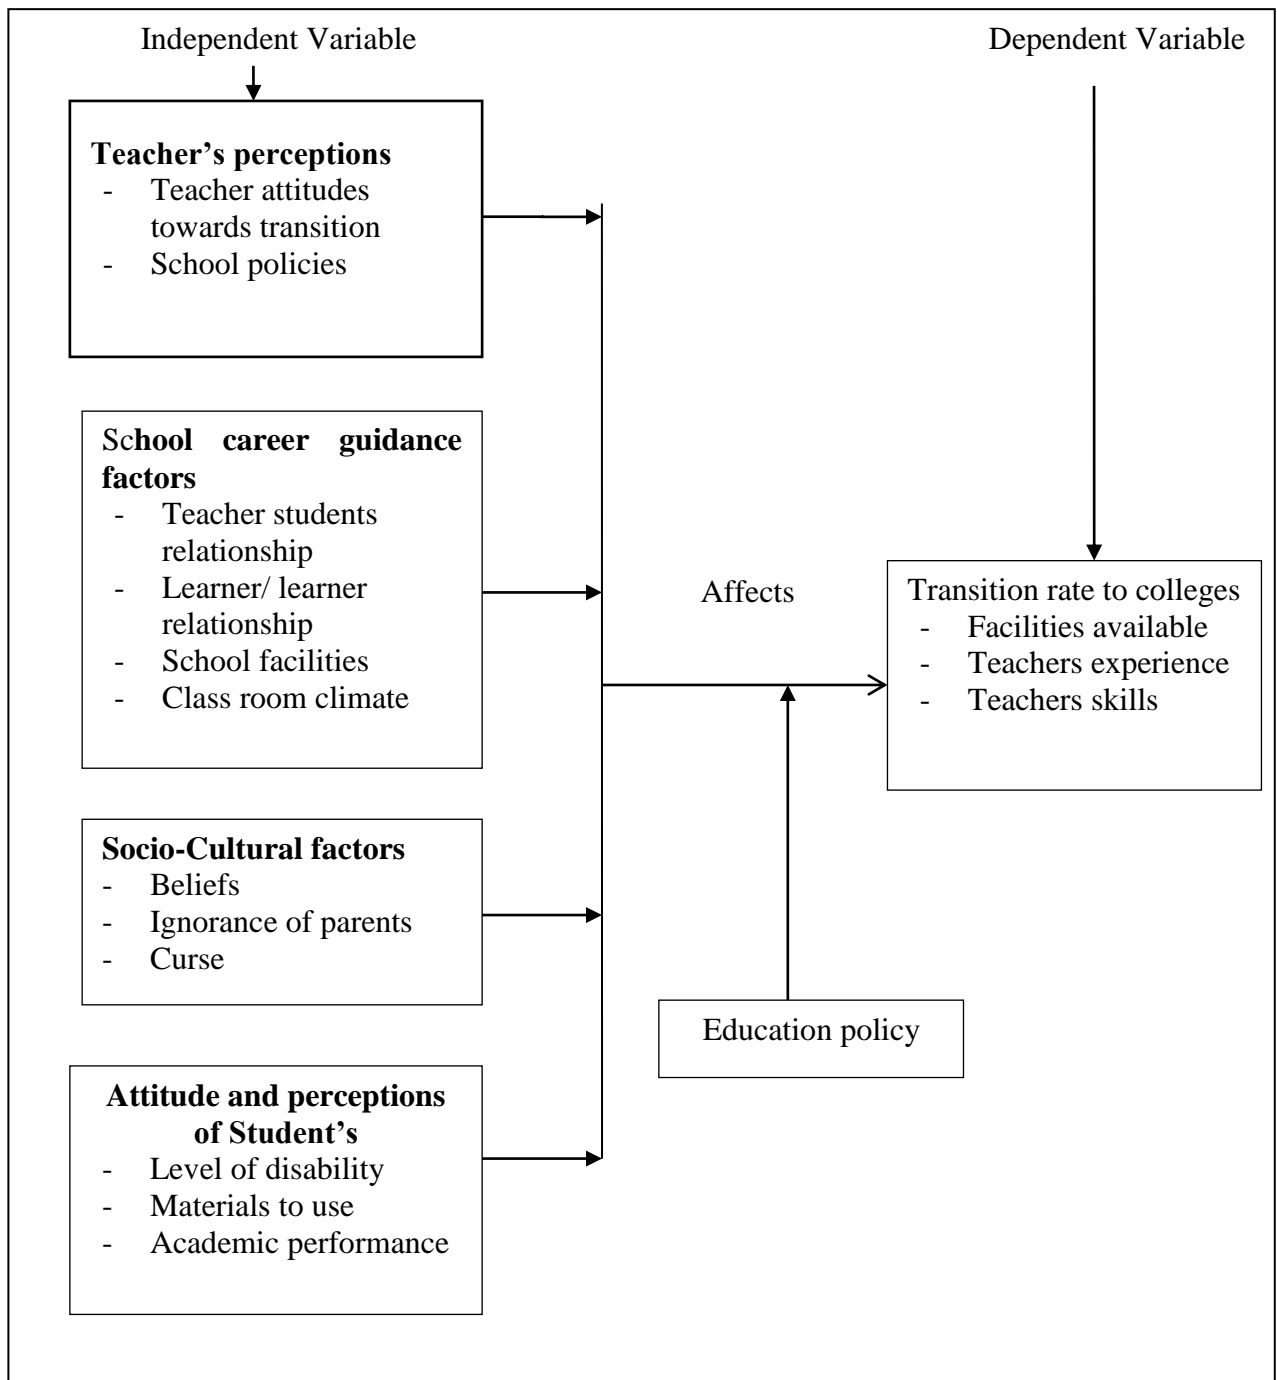 Independent Variable
Dependent Variable
Teacher’s perceptions
- Teacher attitudes
towards transition
- School policies
School career guidance
factors
- Teacher students
relationship
- Learner/ learner
relationship
- School facilities
- Class room climate
Affects
Transition rate to colleges
- Facilities available
- Teachers experience
- Teachers skills
Socio-Cultural factors
- Beliefs
- Ignorance of parents
- Curse
Education policy
Attitude and perceptions
of Student’s
- Level of disability
- Materials to use
- Academic performance